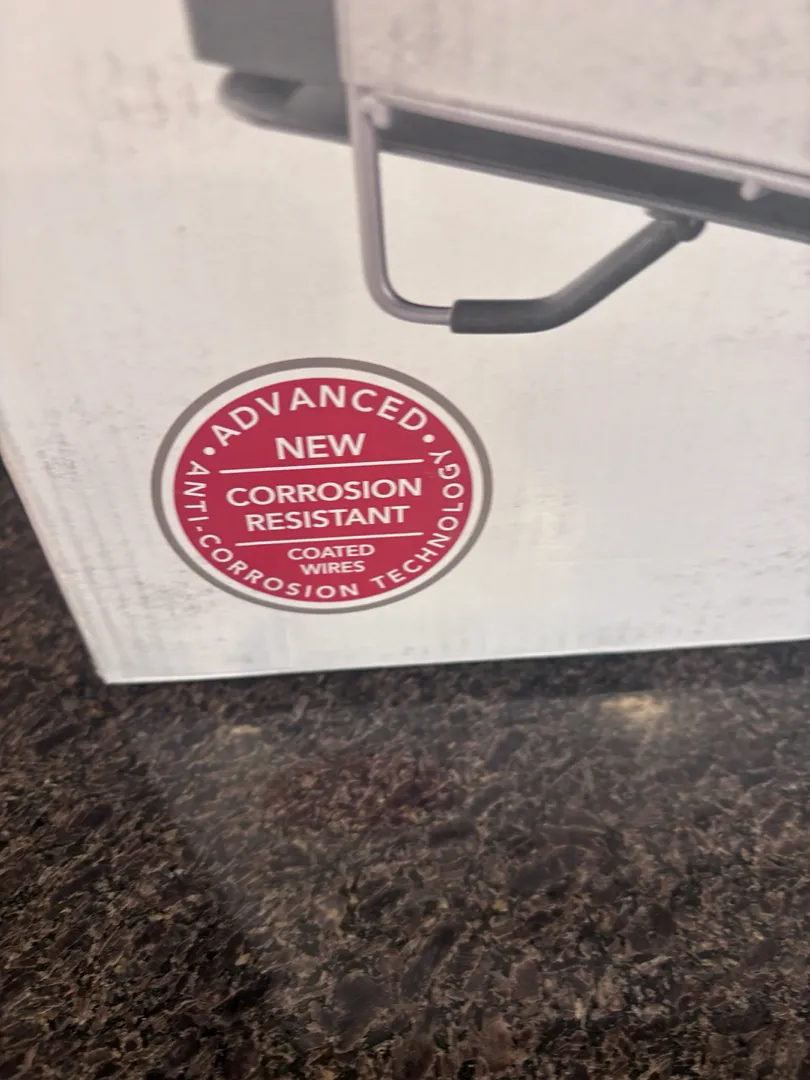 • ADVANCED •
NEW
CORROSION
RESISTANT
COATED
WIRES
ANTI-CORROSION TECHNOLOGY